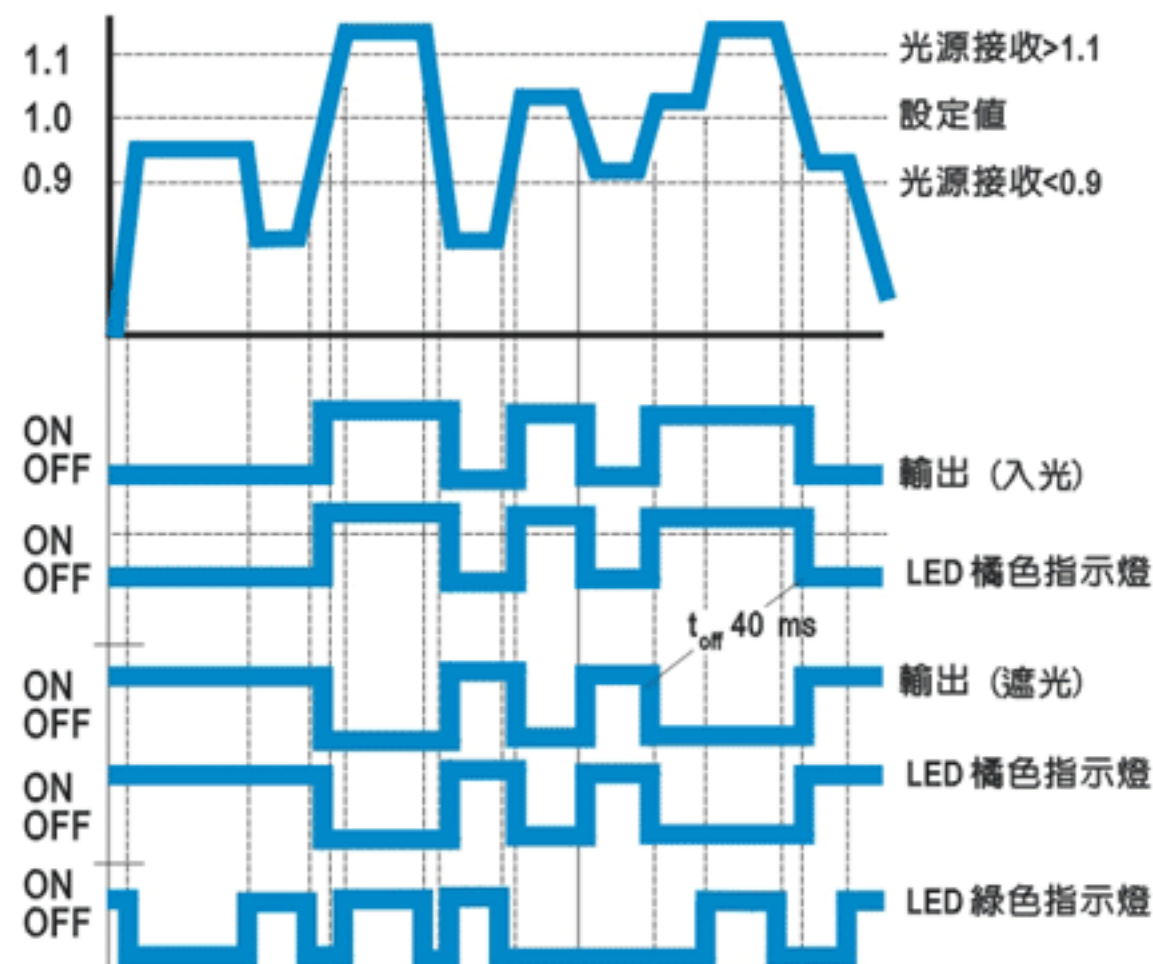 1.1
光源接收>1.1
1.0
設定值
0.9
光源接收<0.9
ON
OFF
輸出 (入光)
ON
OFF
LED 橘色指示燈
toff 40 ms
ON
OFF
輸出 (遮光)
ON
OFF
LED 橘色指示燈
ON
OFF
LED 綠色指示燈